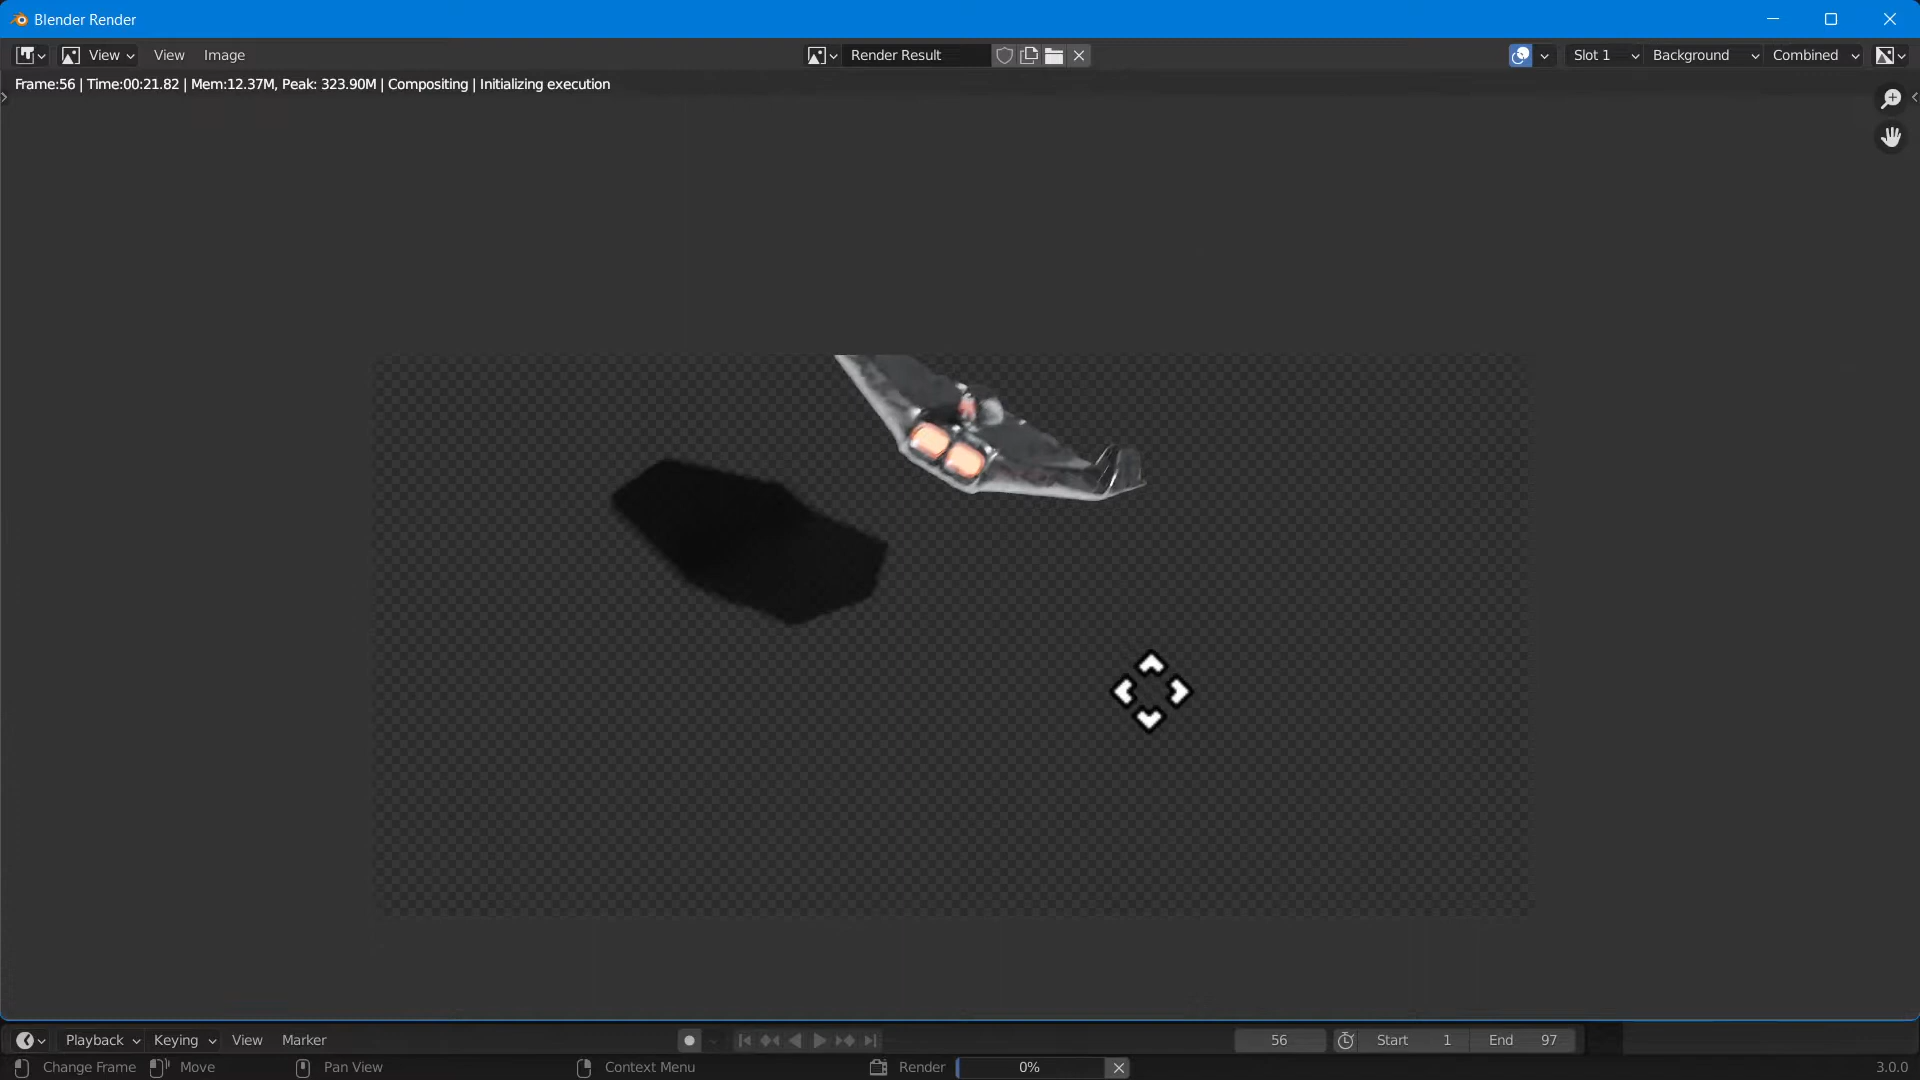 Blender Render
View View Image Render Result Slot 1 Background Combined
Frame:56 | Time:00:21.82 | Mem:12.37M, Peak: 323.90M | Compositing | Initializing execution
Playback Keying View Marker 56 Start 1 End 97
Change Frame Move Pan View Context Menu Render 0% 3.0.0